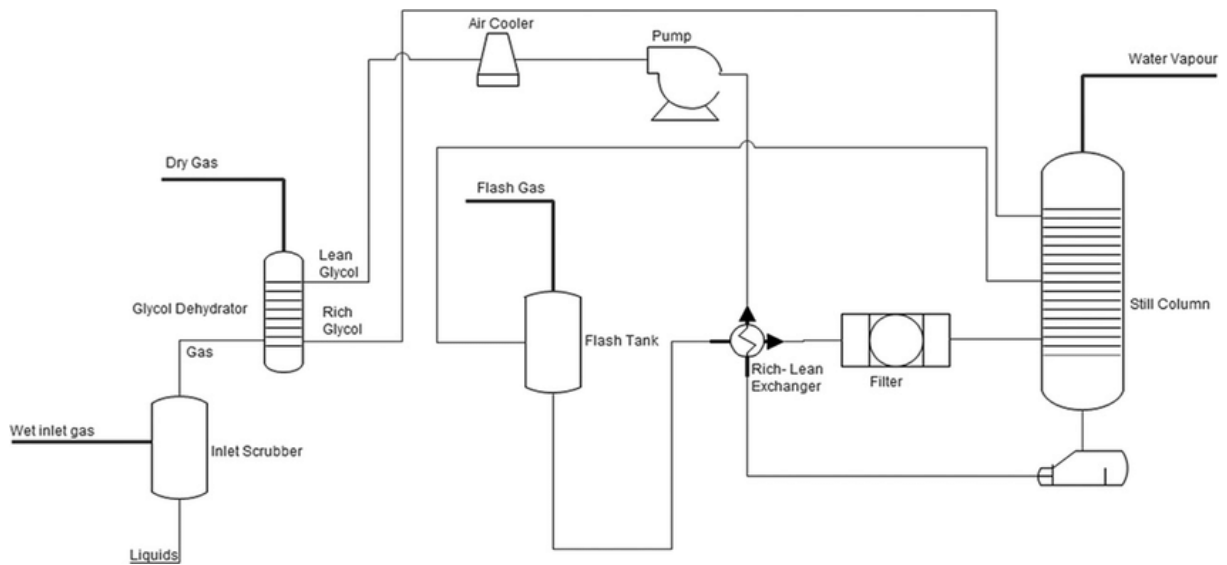 Air Cooler
Pump
Water Vapour
Dry Gas
Flash Gas
Lean
Glycol
Glycol Dehydrator
Rich
Glycol
Still Column
Flash Tank
Gas
Rich- Lean
Exchanger
Filter
Wet inlet gas
Inlet Scrubber
Liquids